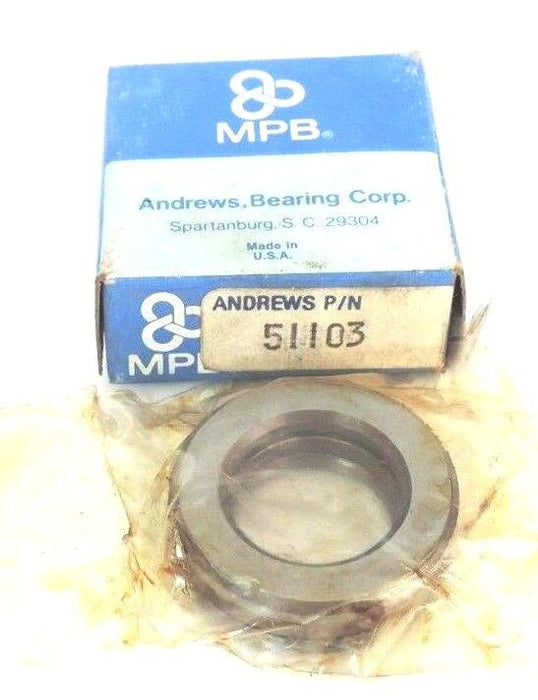 MPB®
Andrews, Bearing Corp.
Spartanburg, S. C. 29304
Made in
U.S.A.
MPB
ANDREWS P/N
51103